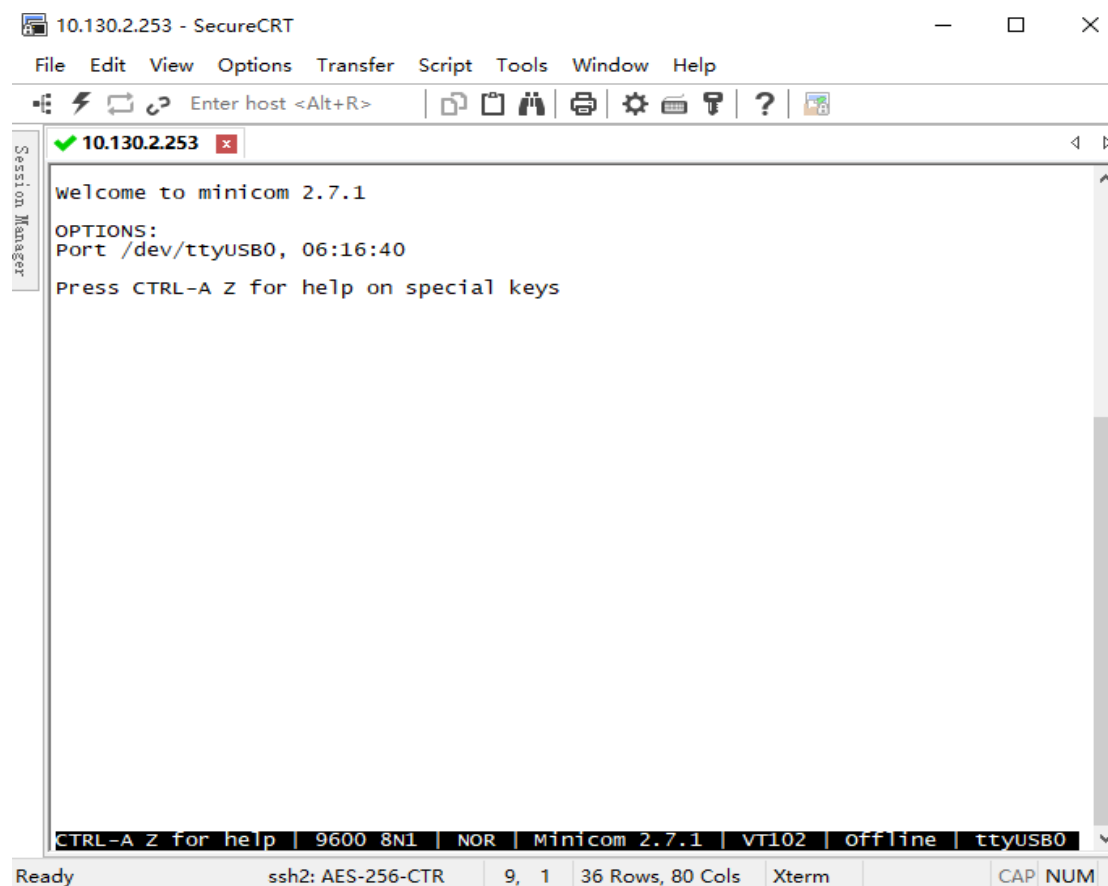 10.130.2.253 - SecureCRT
File Edit View Options Transfer Script Tools Window Help
Enter host <Alt+R>
Session Manager
10.130.2.253
Welcome to minicom 2.7.1
OPTIONS:
Port /dev/ttyUSB0, 06:16:40
Press CTRL-A Z for help on special keys
CTRL-A Z for help | 9600 8N1 | NOR | Minicom 2.7.1 | VT102 | Offline | ttyUSB0
Ready ssh2: AES-256-CTR 9, 1 36 Rows, 80 Cols Xterm CAP NUM